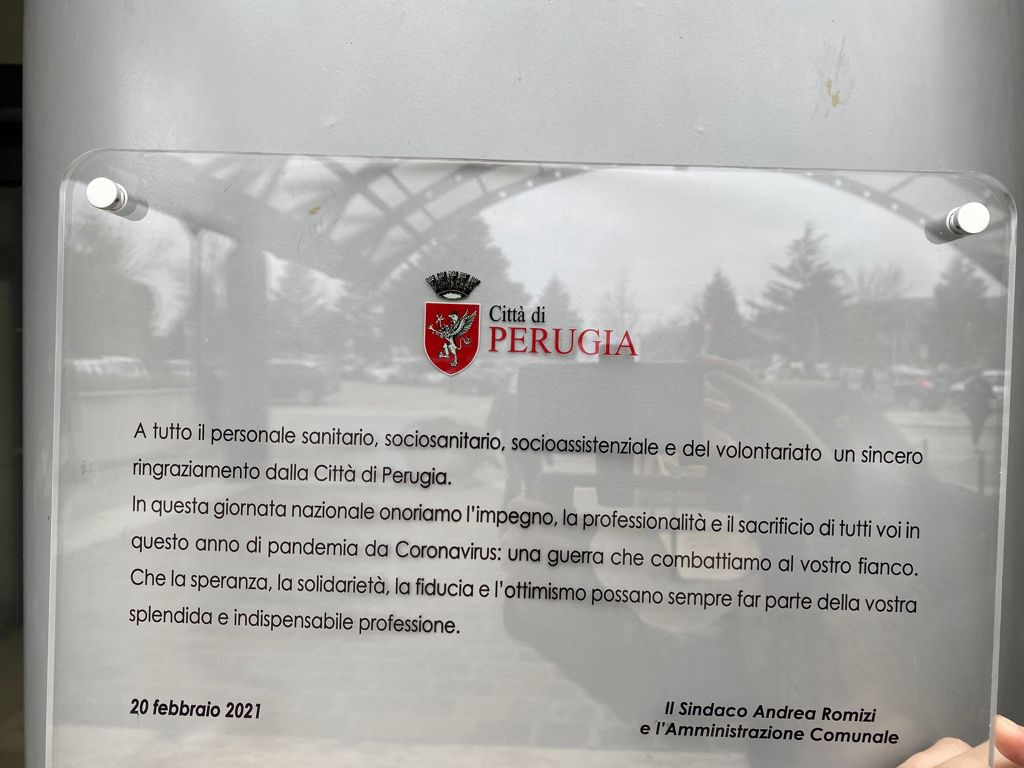 Città di
PERUGIA
A tutto il personale sanitario, sociosanitario, socioassistenziale e del volontariato un sincero
ringraziamento dalla Città di Perugia.
In questa giornata nazionale onoriamo l'impegno, la professionalità e il sacrificio di tutti voi in
questo anno di pandemia da Coronavirus: una guerra che combattiamo al vostro fianco.
Che la speranza, la solidarietà, la fiducia e l'ottimismo possano sempre far parte della vostra
splendida e indispensabile professione.
20 febbraio 2021
Il Sindaco Andrea Romizi
e l'Amministrazione Comunale